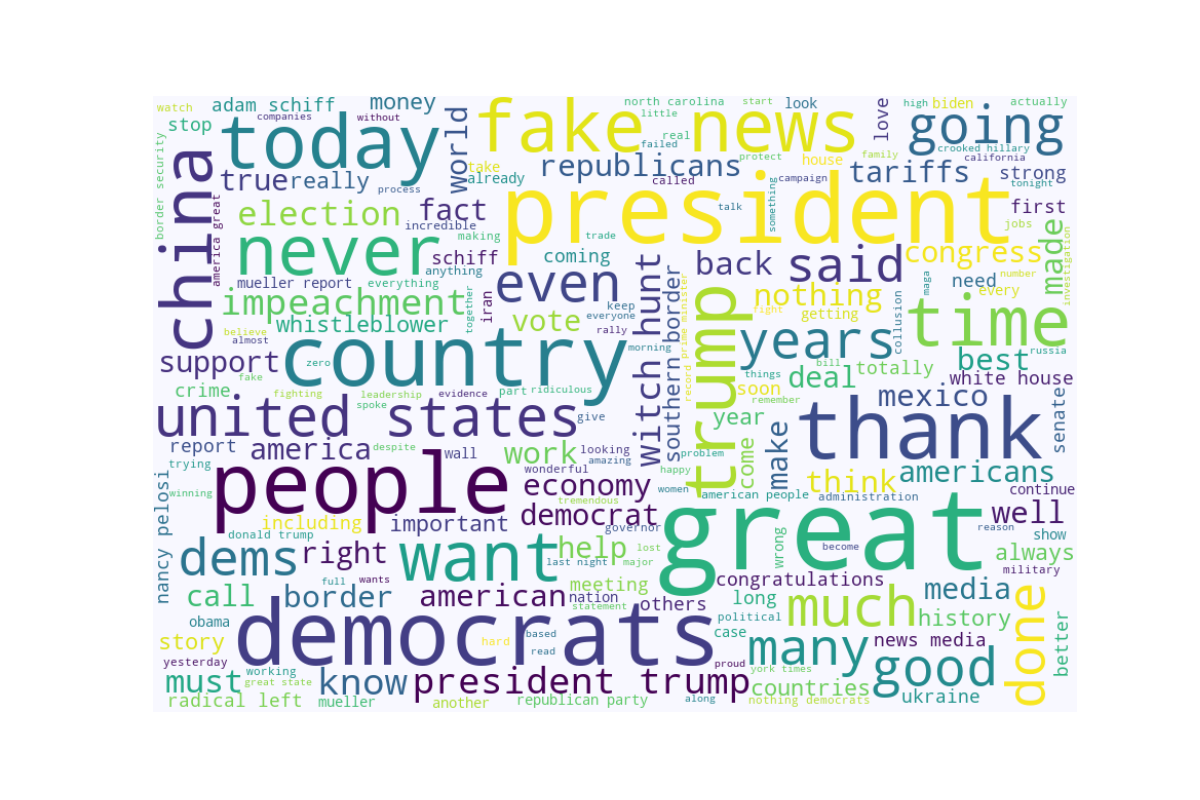 watch
adam schiff
money
north carolina
start
look
high
biden
actually
companies
without
little
love
stop
today
fake news
real
failed
going
crooked hillary
border security
china
world
republicans
protect
house
family
california
true
really
take
already
called
tariffs
strong
tonight
process
campaign
something
president
america great
election
fact
incredible
talk
first
jobs
never
making
trade
schiff
coming
back
said
congress
made
investigation
anything
even
mueller report
everything
together
iran
witch hunt
southern border
record prime minister
nothing
maga
need
every
number
impeachment
keep
everyone
fight
getting
collusion
time
whistleblower
vote
rally
trump
years
believe
almost
country
morning
bill
russia
support
zero
things
deal
totally
best
white house
fake
crime
fighting
leadership
evidence
part
ridiculous
soon
remember
mexico
senate
united states
spoke
give
year
thank
report
america
despite
wall
work
looking
amazing
problem
come
make
trying
people
wonderful
happy
think
americans
nancy pelosi
winning
economy
women
american people
administration
continue
tremendous
great
including
important
democrat
governor
well
donald trump
reason
show
dems
right
want
help
lost
last night
major
wrong
become
always
full
wants
meeting
congratulations
military
call
border
american
nation
statement
others
long
much
media
done
obama
political
history
story
democrats
hard
based
read
case
many
news media
better
yesterday
working
proud
york times
good
must
great state
know
president trump
countries
radical left
mueller
another
republican party
along
nothing democrats
ukraine